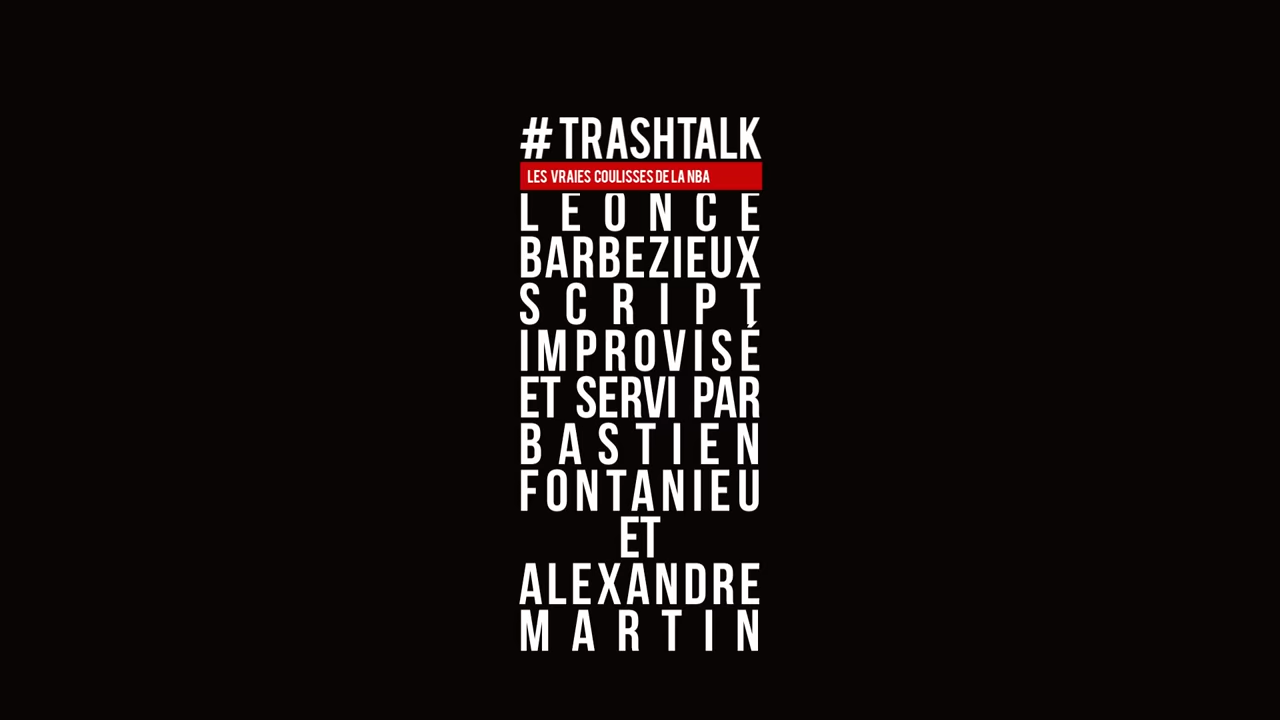 #TRASHTALK
LES VRAIES COULISSES DE LA NBA
LEONCE
BARBEZIEUX
SCRIPT
IMPROVISÉ
ET SERVI PAR
BASTIEN
FONTANIEU
ET
ALEXANDRE
MARTIN